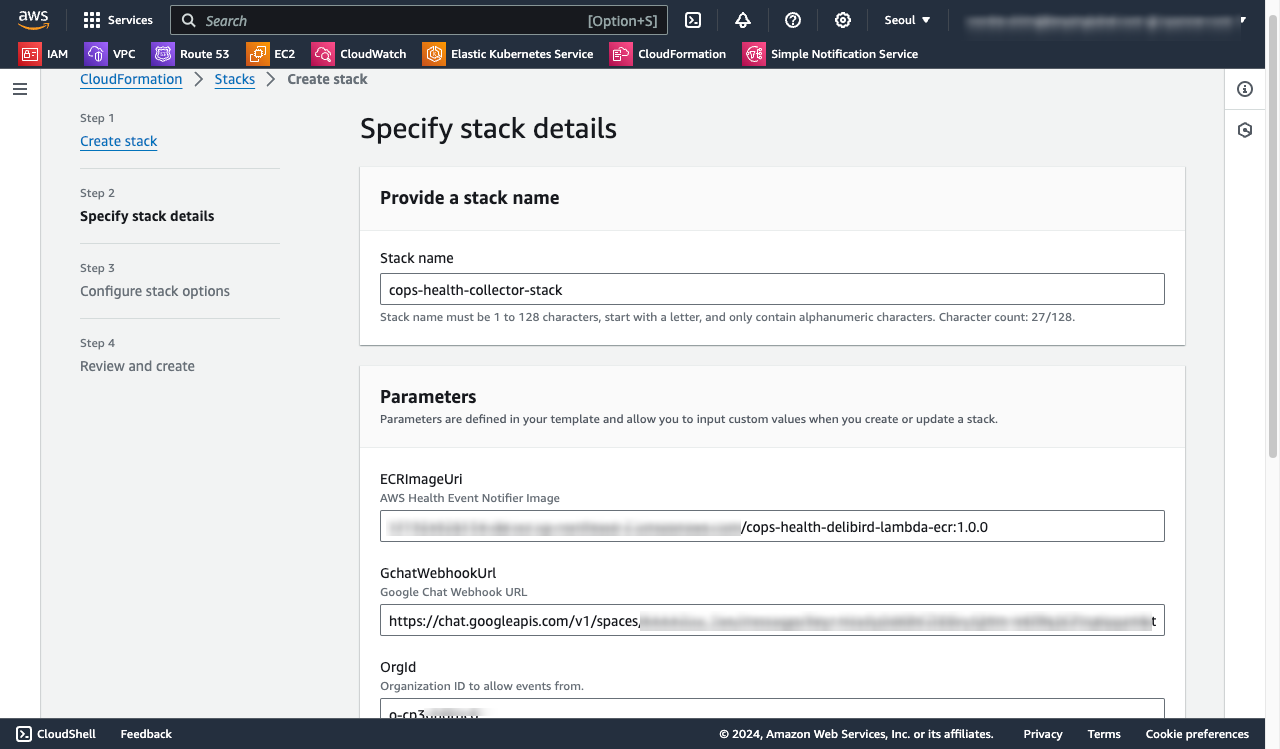 aws
Services
Search
[Option+S]
Seoul
IAM
VPC
Route 53
EC2
CloudWatch
Elastic Kubernetes Service
CloudFormation
Simple Notification Service
CloudFormation
Stacks
Create stack
Step 1
Create stack
Step 2
Specify stack details
Step 3
Configure stack options
Step 4
Review and create
Specify stack details
Provide a stack name
Stack name
cops-health-collector-stack
Stack name must be 1 to 128 characters, start with a letter, and only contain alphanumeric characters. Character count: 27/128.
Parameters
Parameters are defined in your template and allow you to input custom values when you create or update a stack.
ECRImageUri
AWS Health Event Notifier Image
/cops-health-delibird-lambda-ecr:1.0.0
GchatWebhookUrl
Google Chat Webhook URL
https://chat.googleapis.com/v1/spaces/
t
OrgId
Organization ID to allow events from.
o-cp3
CloudShell
Feedback
© 2024, Amazon Web Services, Inc. or its affiliates.
Privacy
Terms
Cookie preferences